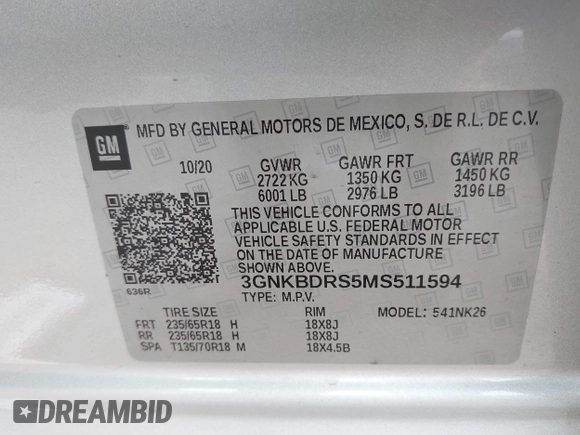 GM
MFD BY GENERAL MOTORS DE MEXICO, S. DE R.L. DE C.V.
10/20 GVWR GAWR FRT GAWR RR
2722 KG 1350 KG 1450 KG
6001 LB 2976 LB 3196 LB
THIS VEHICLE CONFORMS TO ALL
APPLICABLE U.S. FEDERAL MOTOR
VEHICLE SAFETY STANDARDS IN EFFECT
ON THE DATE OF MANUFACTURE
SHOWN ABOVE.
636R 3GNKBDRS5MS511594
TYPE: M.P.V. MODEL: 541NK26
TIRE SIZE RIM
FRT 235/65R18 H 18X8J
RR 235/65R18 H 18X8J
SPA T135/70R18 M 18X4.5B
DREAMBID